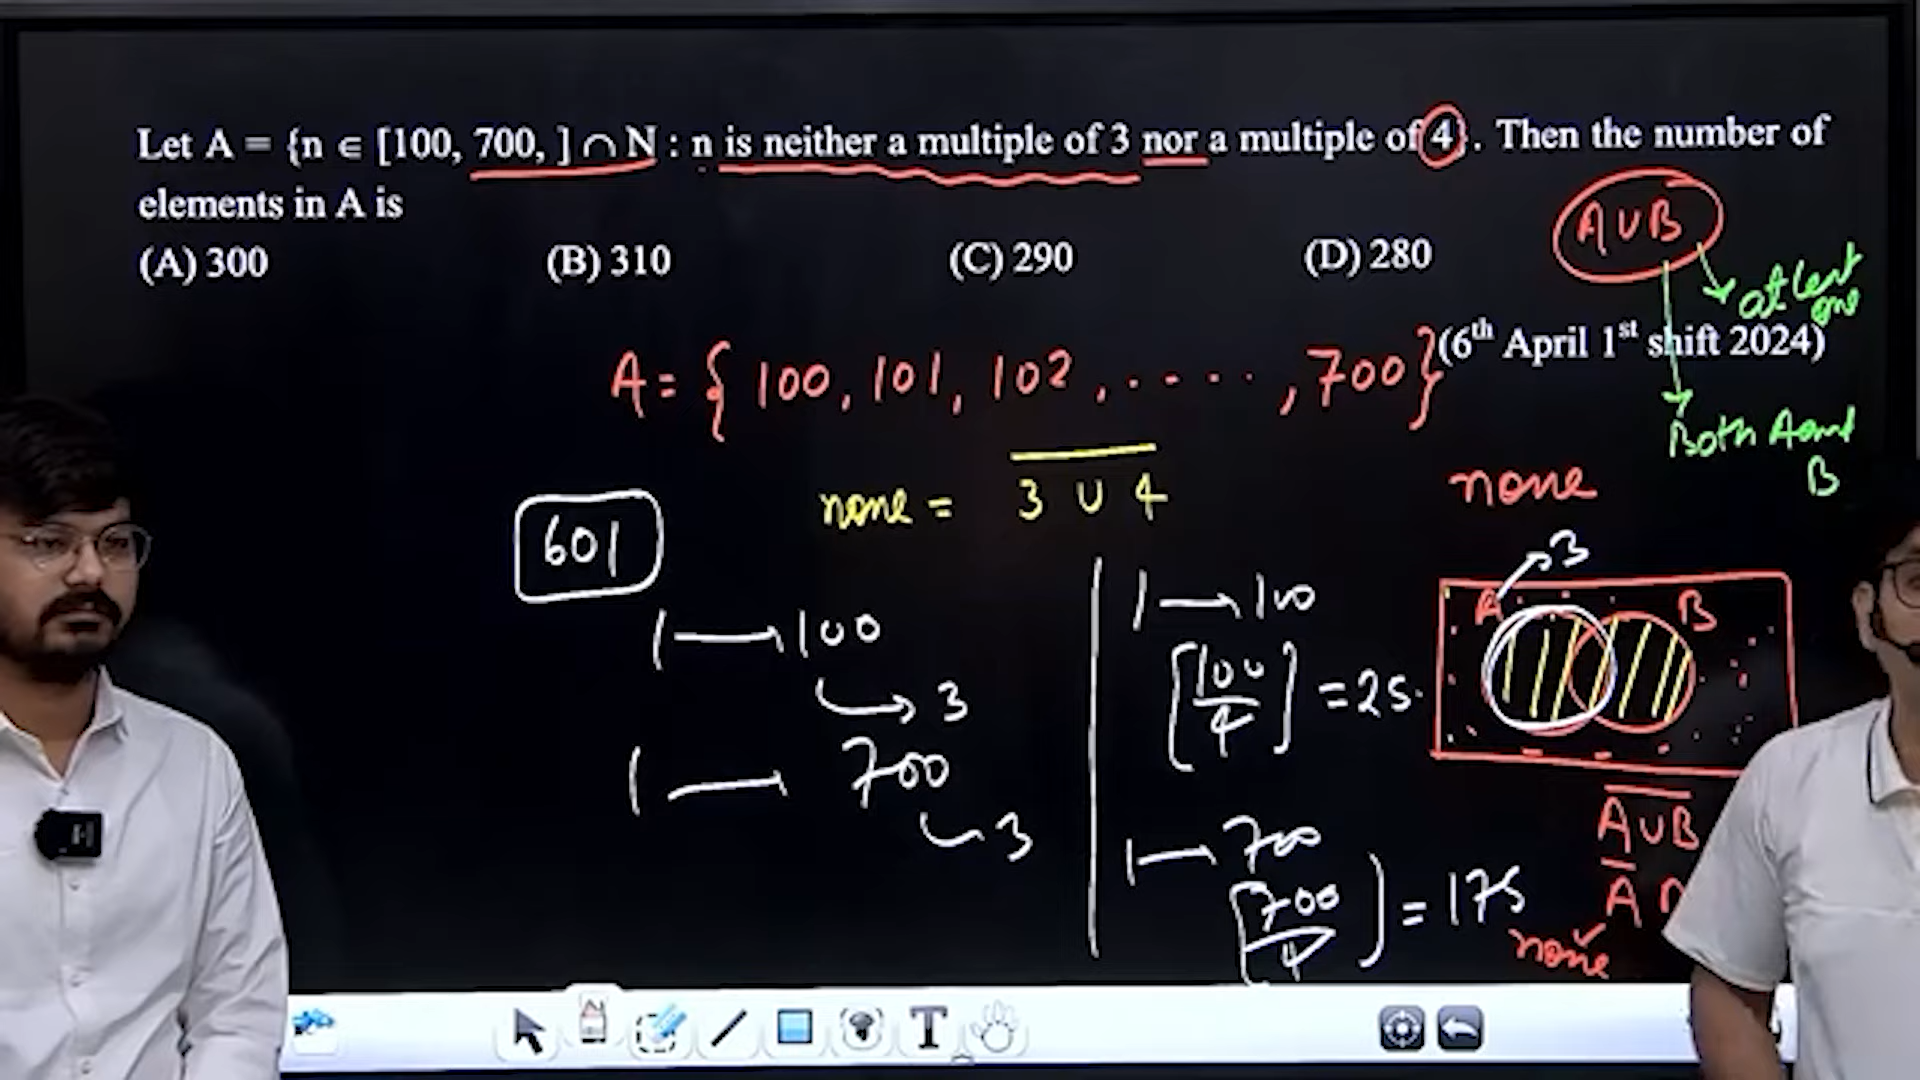 Let A = {n ∈ [100, 700, ] ∩ N : n is neither a multiple of 3 nor a multiple of 4}. Then the number of
elements in A is
(A) 300 (B) 310 (C) 290 (D) 280
A∪B
at least
one
(6th April 1st shift 2024)
Both A and
B
A = { 100, 101, 102, ....., 700 }
none = 3 ∪ 4
none
601
1 → 100
→ 3
1 — 700
3
1 → 100
[100/4] = 25
1 — 700
[700/4] = 175
3
A B
A∪B
A ∩
none
T